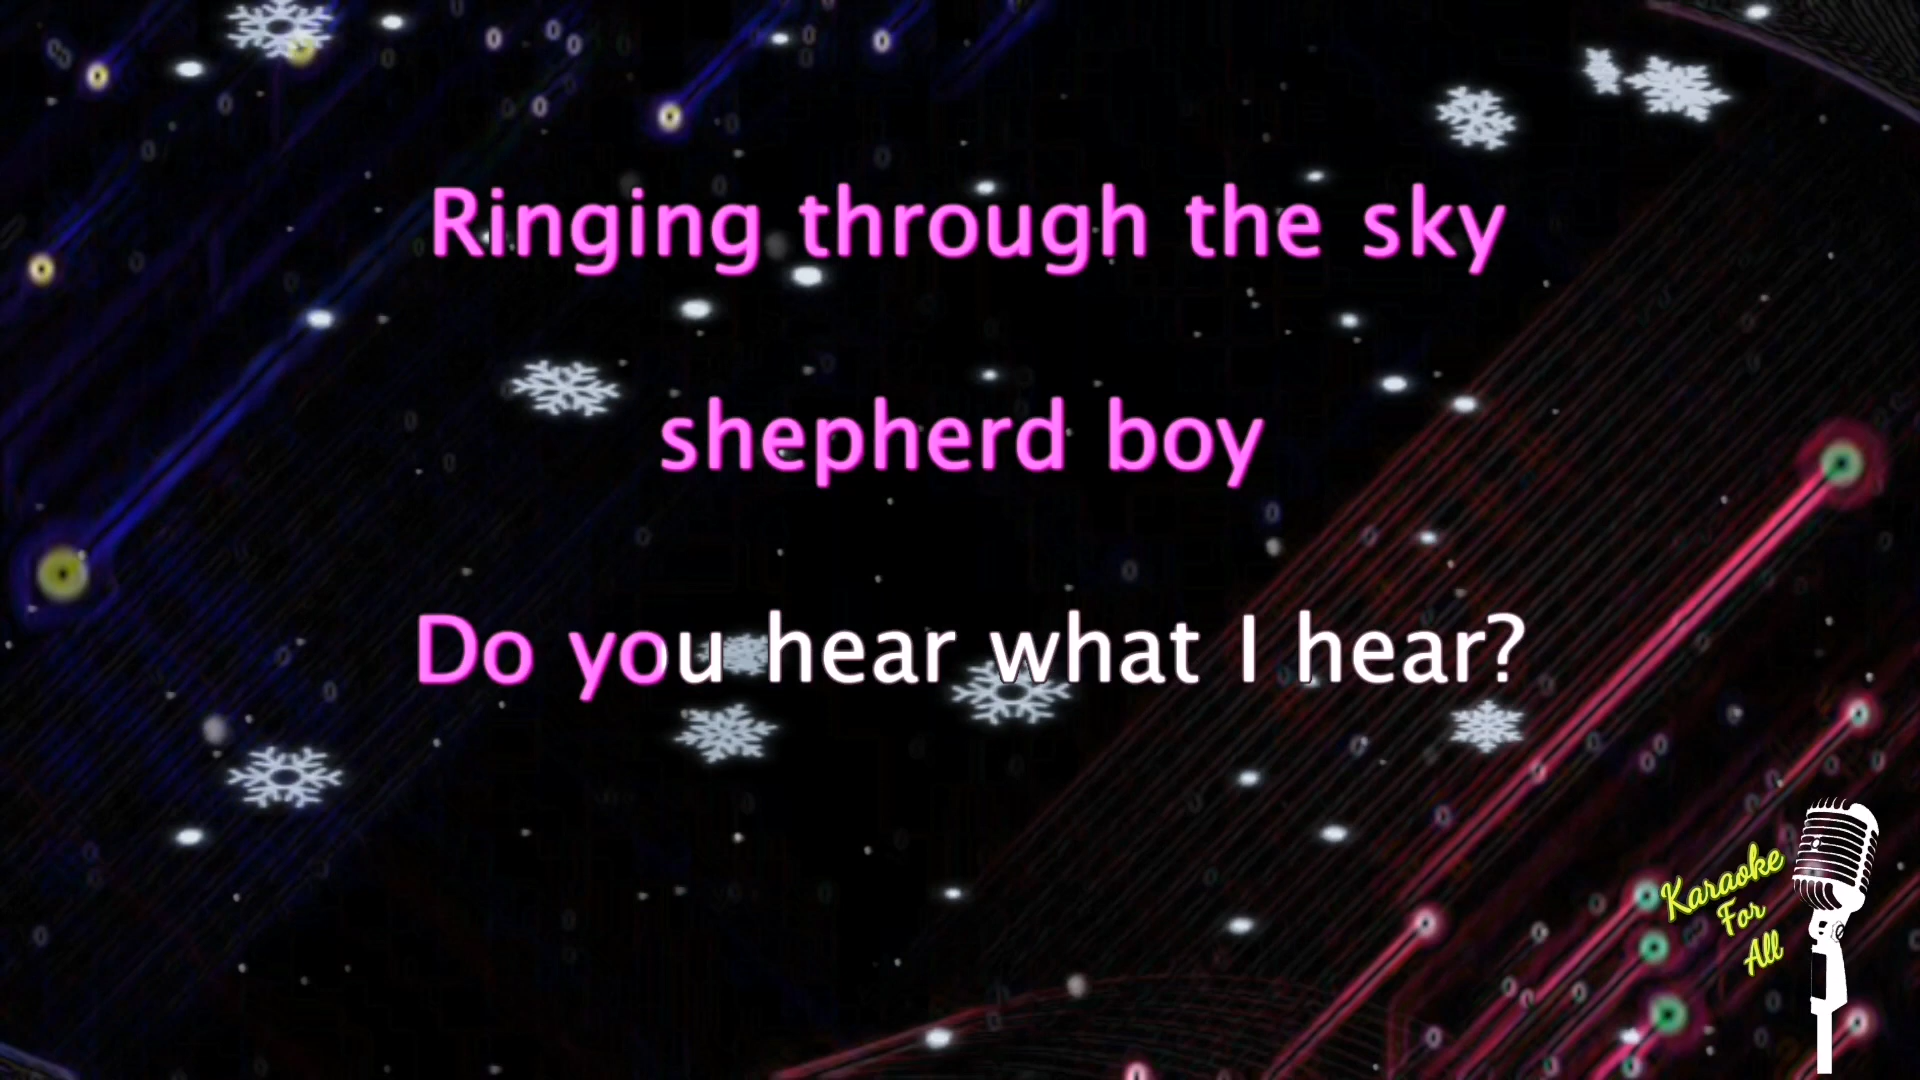 Ringing through the sky
shepherd boy
Do you hear what I hear?
Karaoke
For
All